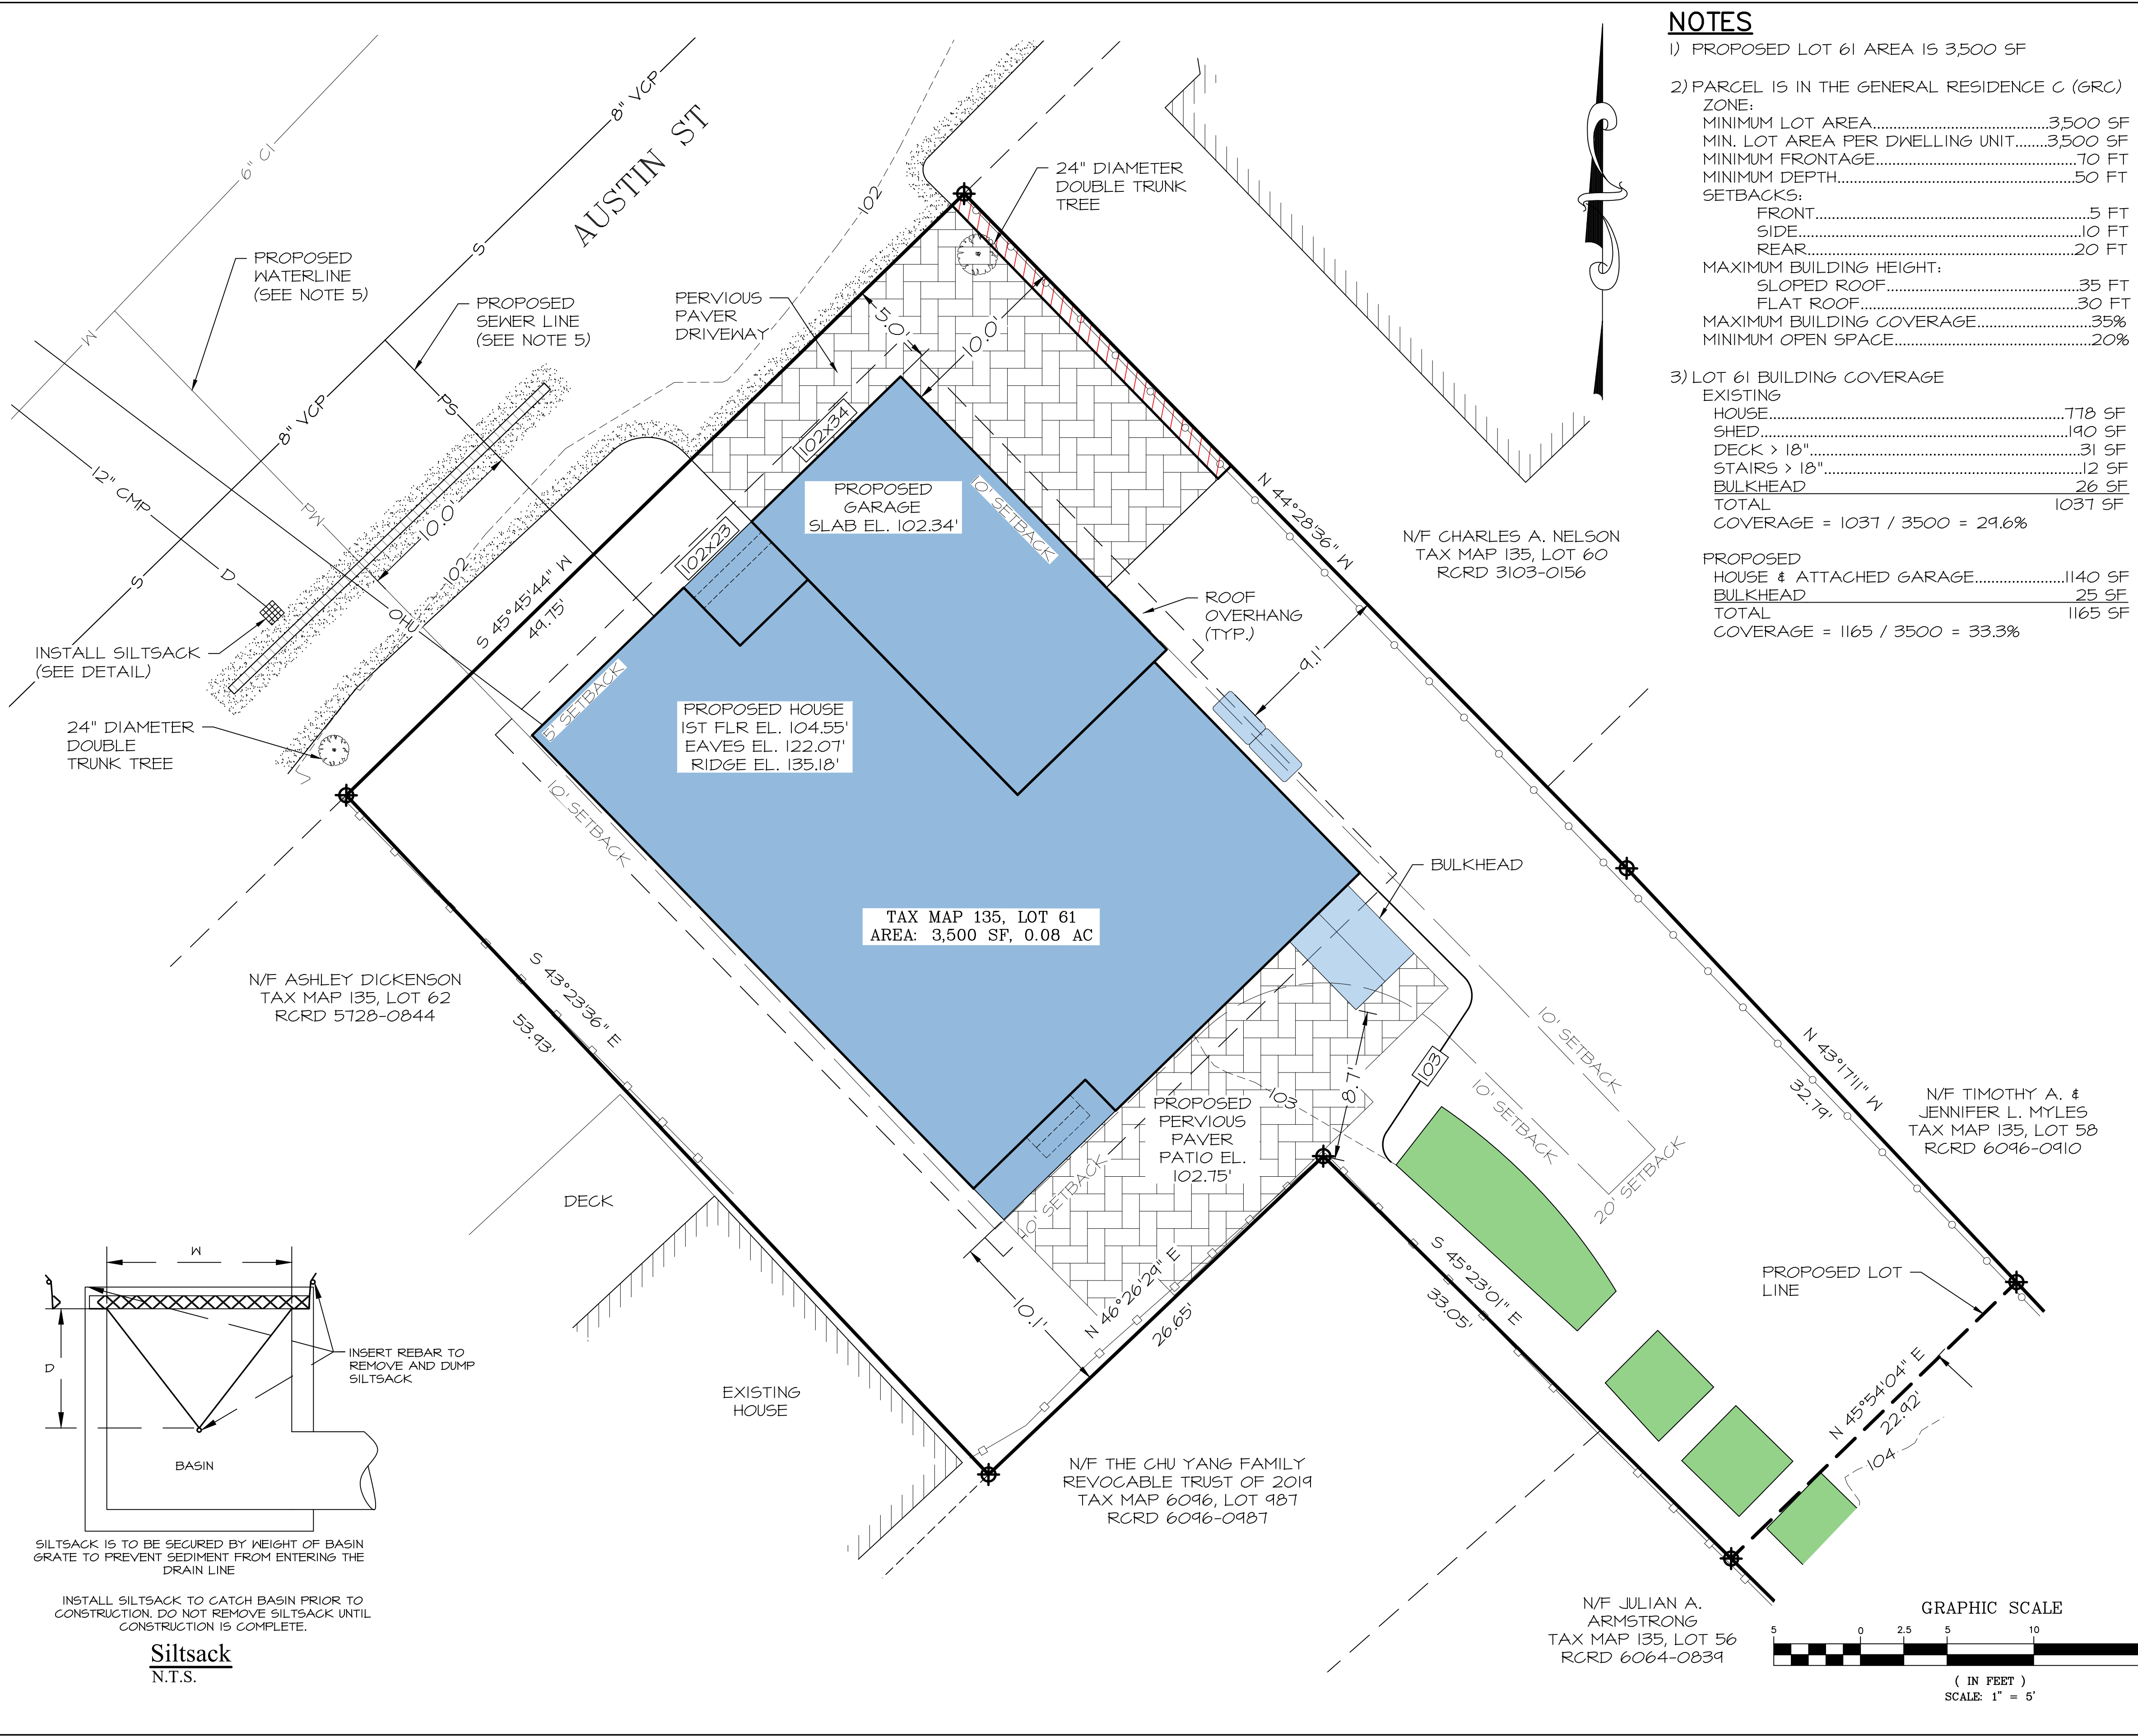 NOTES
1) PROPOSED LOT 61 AREA IS 3,500 SF
2) PARCEL IS IN THE GENERAL RESIDENCE C (GRC)
ZONE:
MINIMUM LOT AREA..........3,500 SF
MIN. LOT AREA PER DWELLING UNIT.......3,500 SF
MINIMUM FRONTAGE..........70 FT
MINIMUM DEPTH..........50 FT
SETBACKS:
FRONT..........5 FT
SIDE..........10 FT
REAR..........20 FT
MAXIMUM BUILDING HEIGHT:
SLOPED ROOF..........35 FT
FLAT ROOF..........30 FT
MAXIMUM BUILDING COVERAGE..........35%
MINIMUM OPEN SPACE..........20%
3) LOT 61 BUILDING COVERAGE
EXISTING
HOUSE..........778 SF
SHED..........190 SF
DECK > 18"..........31 SF
STAIRS > 18"..........12 SF
BULKHEAD 26 SF
TOTAL 1037 SF
COVERAGE = 1037 / 3500 = 29.6%
PROPOSED
HOUSE & ATTACHED GARAGE..........1140 SF
BULKHEAD 25 SF
TOTAL 1165 SF
COVERAGE = 1165 / 3500 = 33.3%
6" CI
8" VCP
AUSTIN ST
S
102
24" DIAMETER
DOUBLE TRUNK
TREE
PROPOSED
WATERLINE
(SEE NOTE 5)
PROPOSED
SEWER LINE
(SEE NOTE 5)
PERVIOUS
PAVER
DRIVEWAY
5.0'
10.0'
W
PS
8" VCP
12" CMP
PW
10.0'
D
S
102
OHU
INSTALL SILTSACK
(SEE DETAIL)
24" DIAMETER
DOUBLE
TRUNK TREE
S 45°45'44" W
49.75'
102x34
102x23
PROPOSED
GARAGE
SLAB EL. 102.34'
10' SETBACK
N 44°28'36" W
N/F CHARLES A. NELSON
TAX MAP 135, LOT 60
RCRD 3103-0156
ROOF
OVERHANG
(TYP.)
9.1'
5' SETBACK
PROPOSED HOUSE
1ST FLR EL. 104.55'
EAVES EL. 122.07'
RIDGE EL. 135.18'
10' SETBACK
BULKHEAD
TAX MAP 135, LOT 61
AREA: 3,500 SF, 0.08 AC
N/F ASHLEY DICKENSON
TAX MAP 135, LOT 62
RCRD 5728-0844
S 43°23'36" E
53.93'
10' SETBACK
10' SETBACK
20' SETBACK
103
103
8.7'
N 43°17'11" W
32.79'
N/F TIMOTHY A. &
JENNIFER L. MYLES
TAX MAP 135, LOT 58
RCRD 6096-0910
PROPOSED
PERVIOUS
PAVER
PATIO EL.
102.75'
10' SETBACK
DECK
S 45°23'01" E
33.05'
PROPOSED LOT
LINE
N 46°26'29" E
26.65'
10.1'
N 45°54'04" E
22.92'
104
EXISTING
HOUSE
N/F THE CHU YANG FAMILY
REVOCABLE TRUST OF 2019
TAX MAP 6096, LOT 987
RCRD 6096-0987
N/F JULIAN A.
ARMSTRONG
TAX MAP 135, LOT 56
RCRD 6064-0839
W
D
INSERT REBAR TO
REMOVE AND DUMP
SILTSACK
BASIN
SILTSACK IS TO BE SECURED BY WEIGHT OF BASIN
GRATE TO PREVENT SEDIMENT FROM ENTERING THE
DRAIN LINE
INSTALL SILTSACK TO CATCH BASIN PRIOR TO
CONSTRUCTION. DO NOT REMOVE SILTSACK UNTIL
CONSTRUCTION IS COMPLETE.
Siltsack
N.T.S.
GRAPHIC SCALE
5 0 2.5 5 10
( IN FEET )
SCALE: 1" = 5'